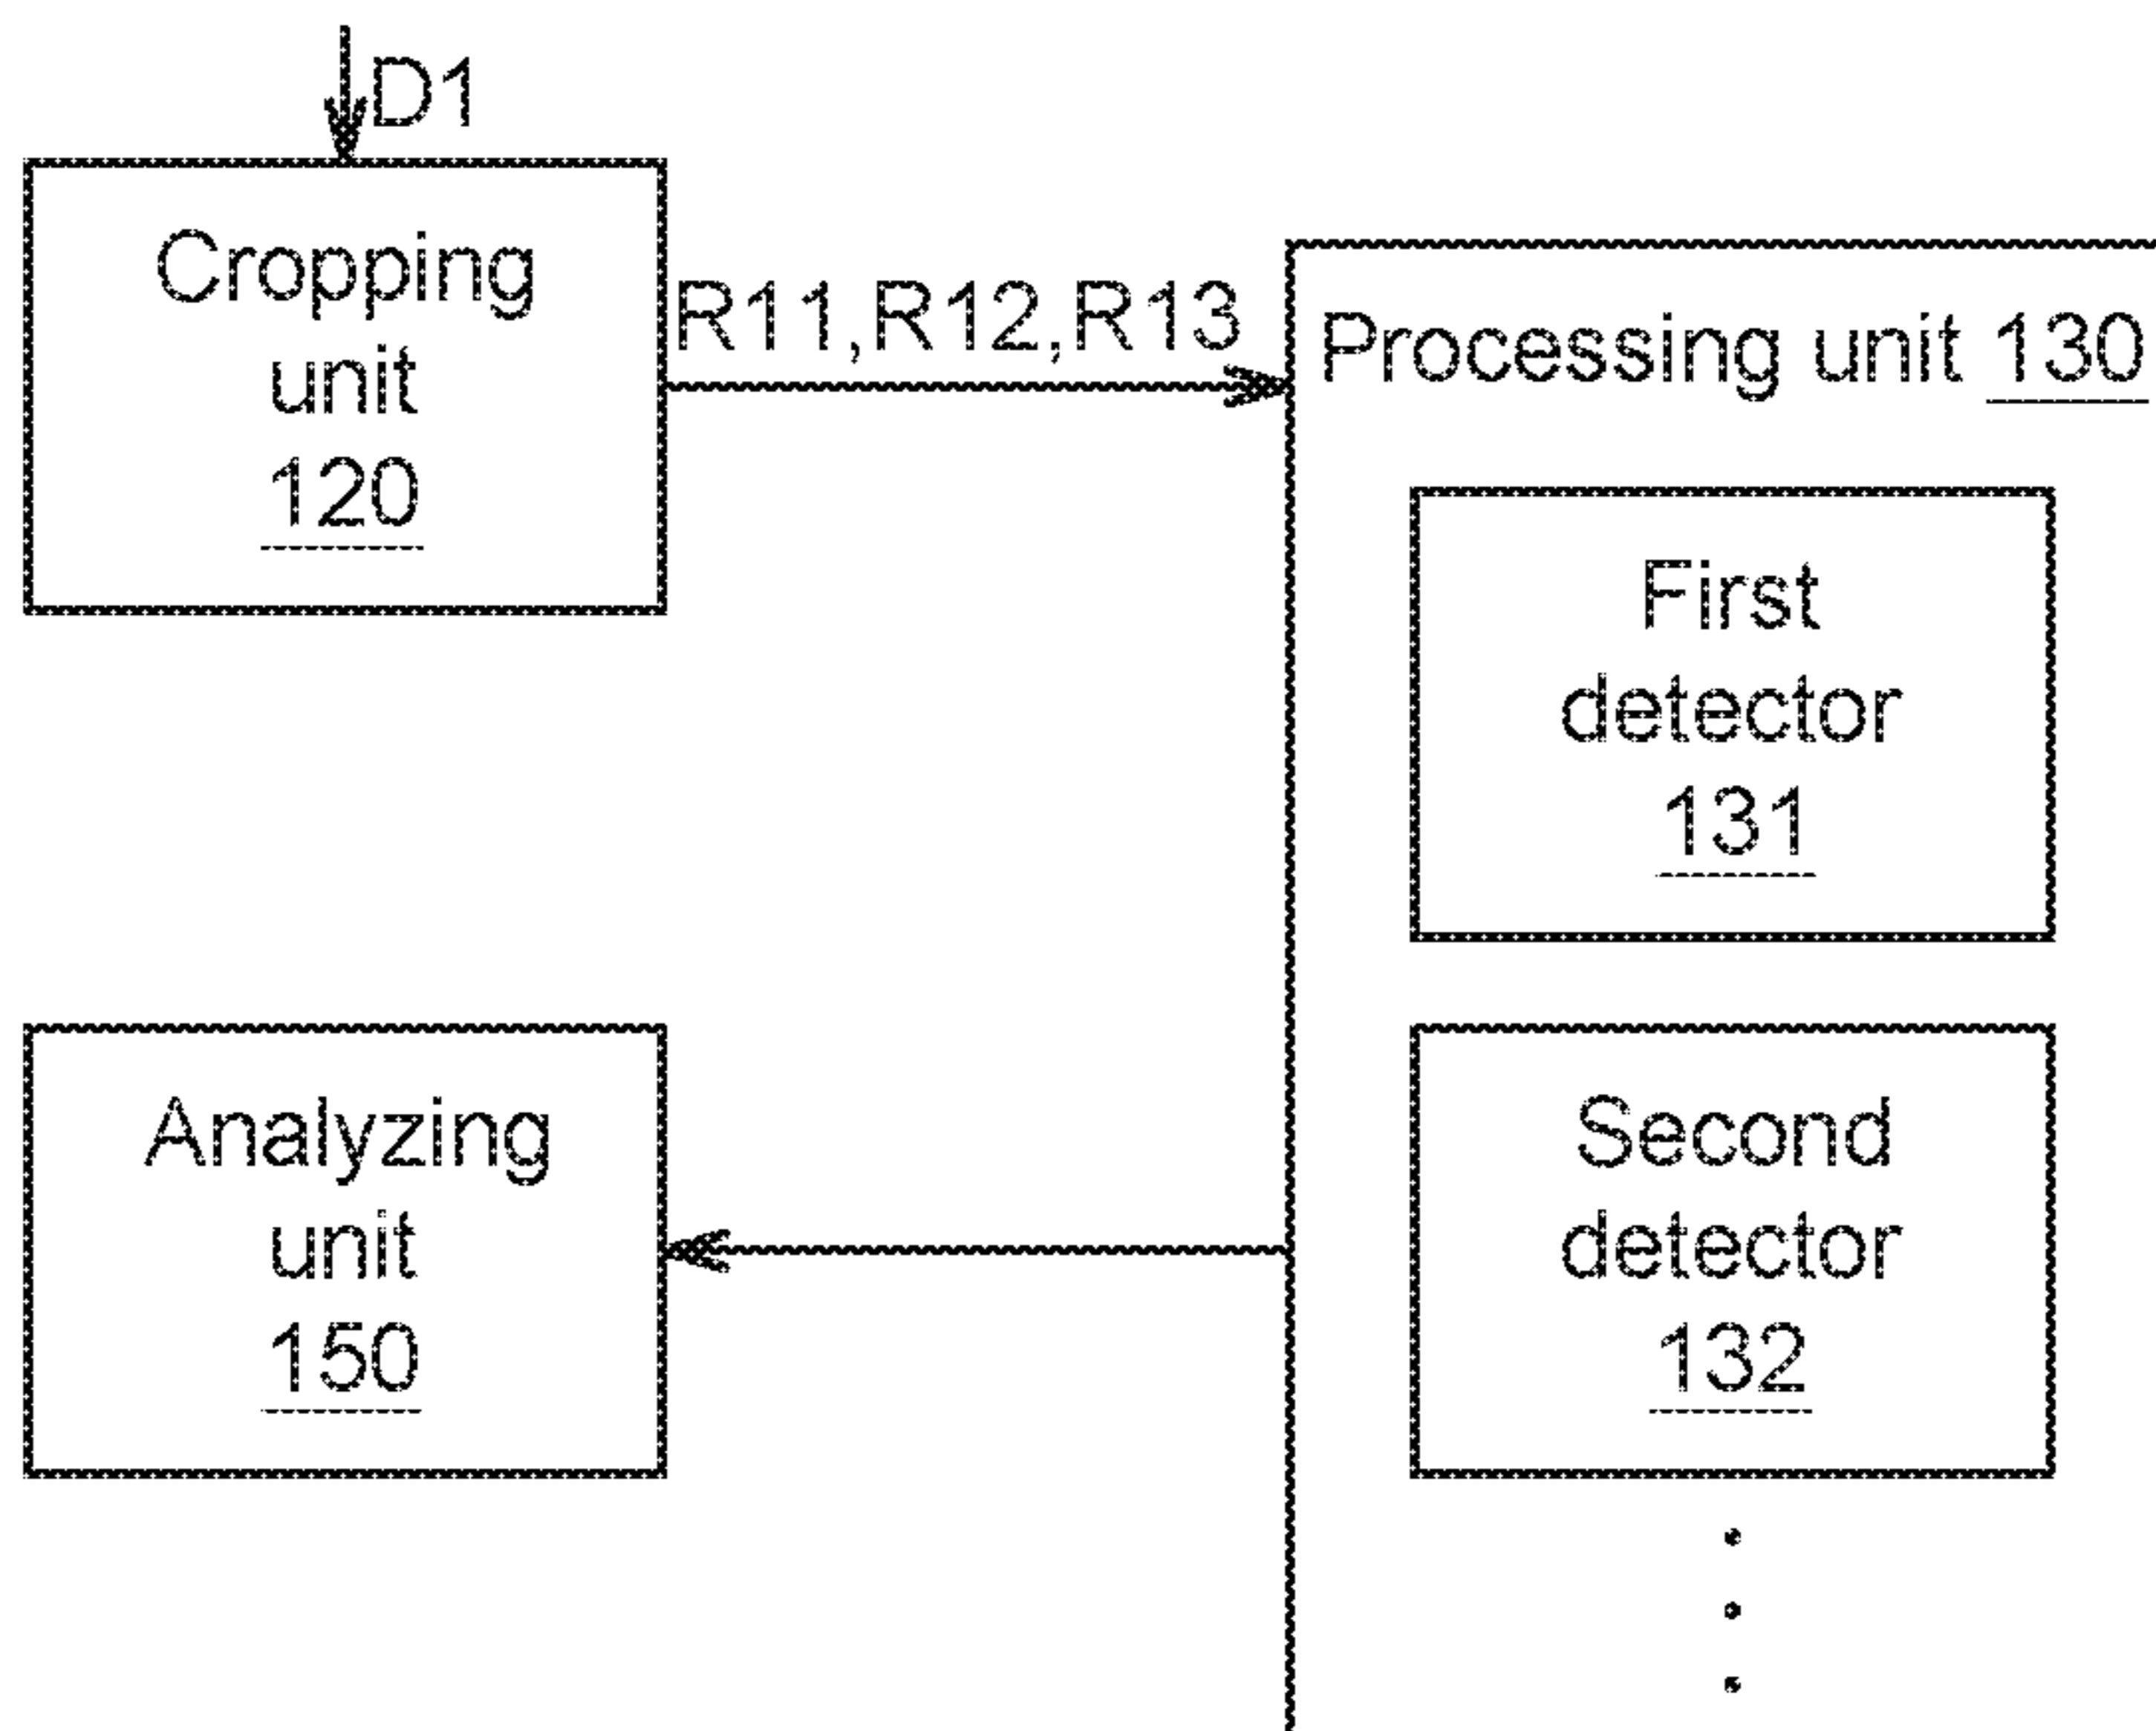 D1
Cropping
unit
120
R11,R12,R13
Processing unit 130
First
detector
131
Analyzing
unit
150
Second
detector
132